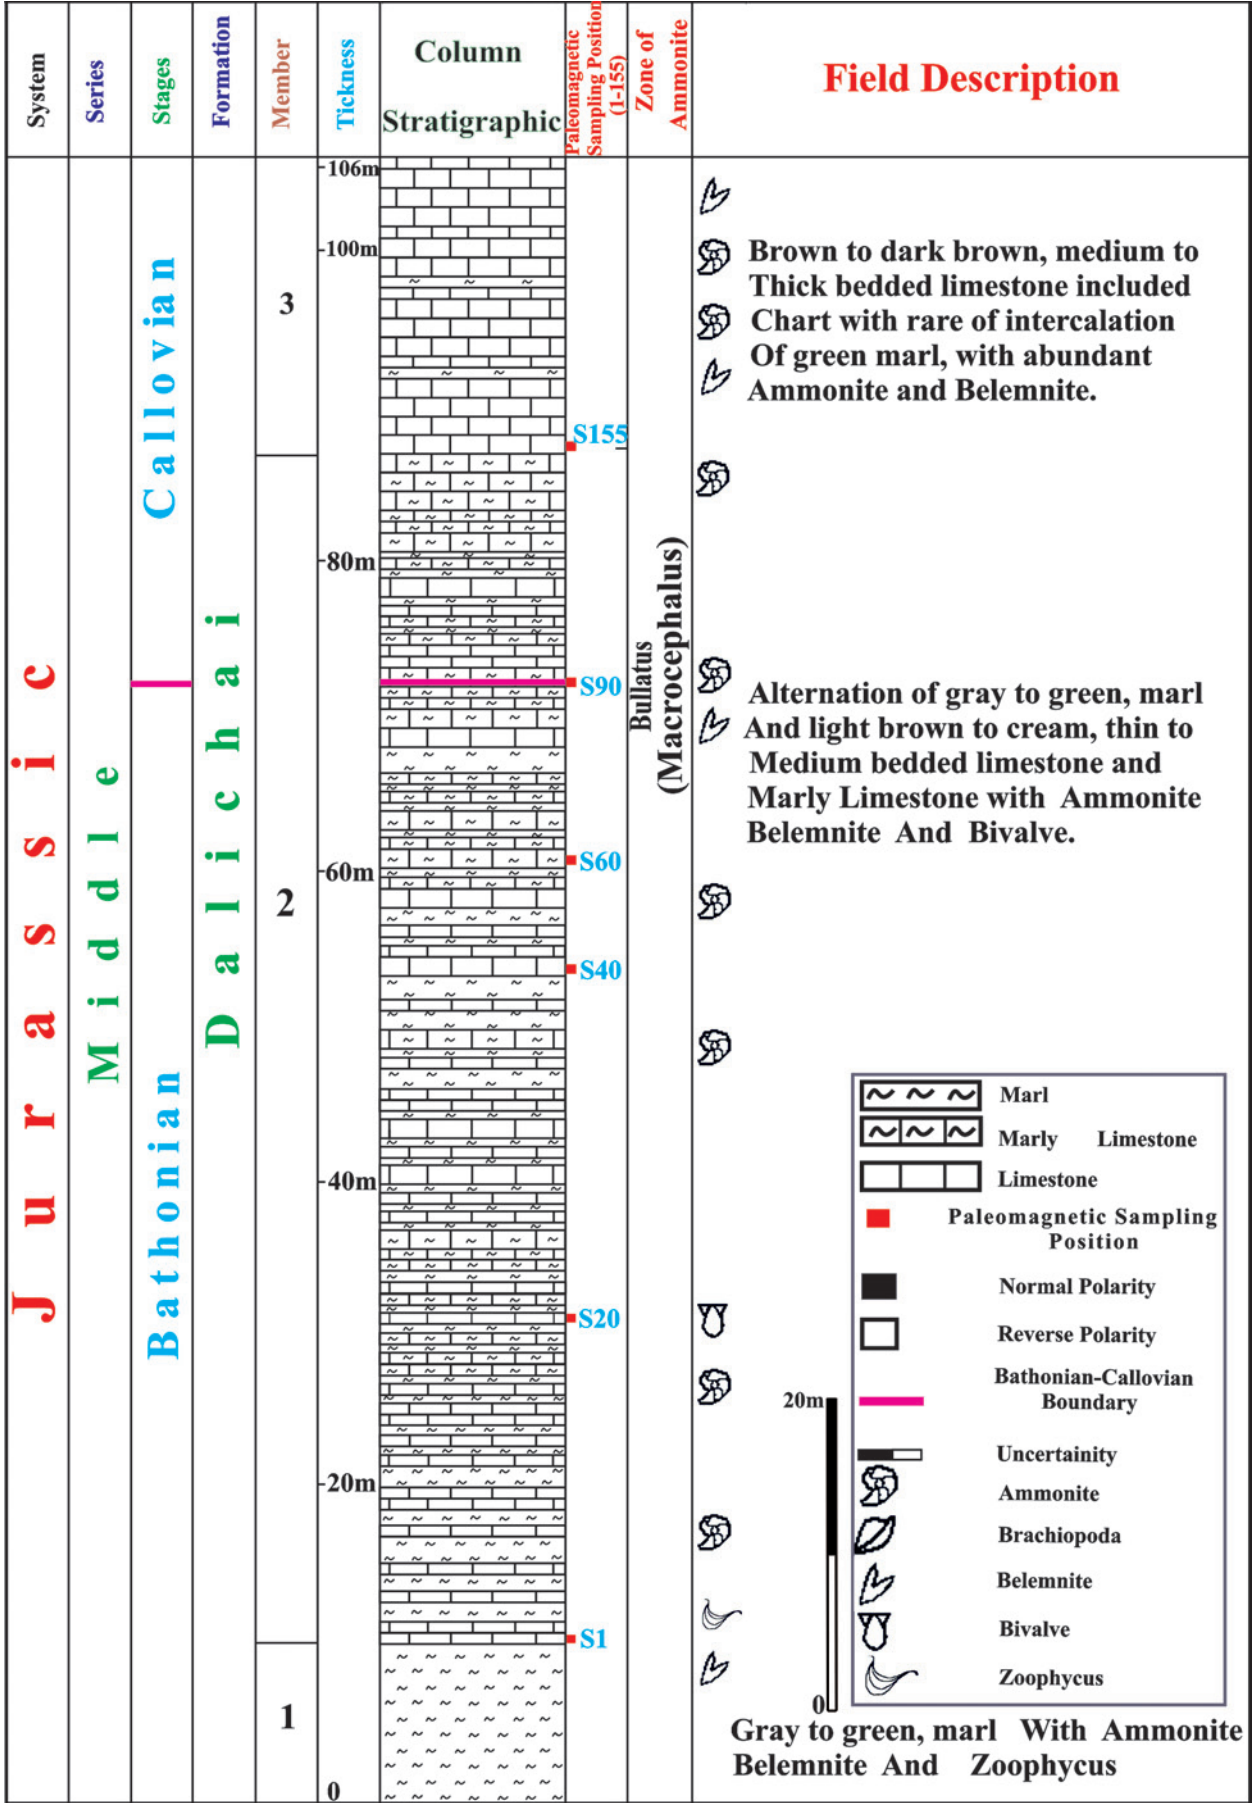 System
Series
Stages
Formation
Member
Tickness
Column
Stratigraphic
Paleomagnetic
Sampling Position
(1-155)
Zone of
Ammonite
Field Description
Jurassic
Middle
Callovian
Bathonian
Dalichai
3
2
1
106m
100m
80m
60m
40m
20m
0
S155
S90
S60
S40
S20
S1
Bullatus
(Macrocephalus)
Brown to dark brown, medium to
Thick bedded limestone included
Chart with rare of intercalation
Of green marl, with abundant
Ammonite and Belemnite.
Alternation of gray to green, marl
And light brown to cream, thin to
Medium bedded limestone and
Marly Limestone with Ammonite
Belemnite And Bivalve.
Marl
Marly Limestone
Limestone
Paleomagnetic Sampling
Position
Normal Polarity
Reverse Polarity
Bathonian-Callovian
Boundary
Uncertainity
Ammonite
Brachiopoda
Belemnite
Bivalve
Zoophycus
20m
0
Gray to green, marl With Ammonite
Belemnite And Zoophycus